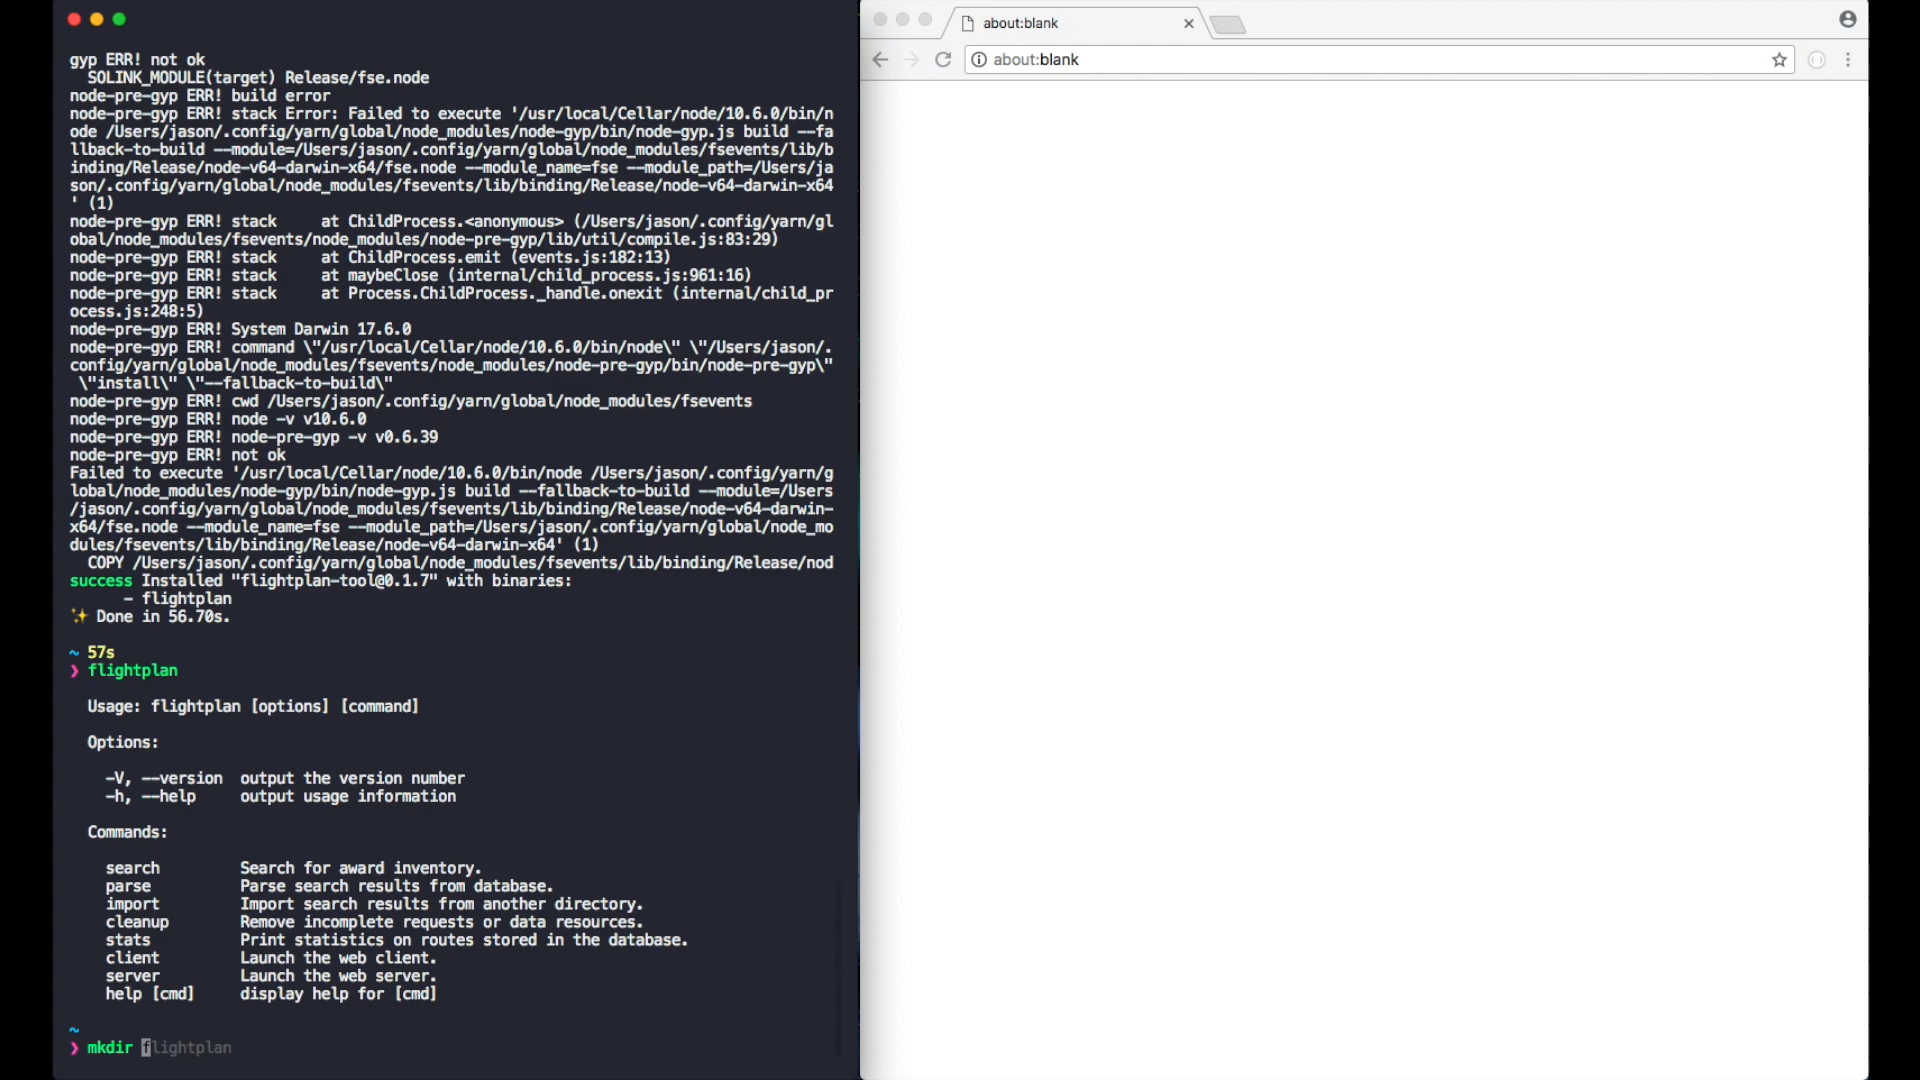 gyp ERR! not ok
SOLINK_MODULE(target) Release/fse.node
node-pre-gyp ERR! build error
node-pre-gyp ERR! stack Error: Failed to execute '/usr/local/Cellar/node/10.6.0/bin/n
ode /Users/jason/.config/yarn/global/node_modules/node-gyp/bin/node-gyp.js build --fa
llback-to-build --module=/Users/jason/.config/yarn/global/node_modules/fsevents/lib/b
inding/Release/node-v64-darwin-x64/fse.node --module_name=fse --module_path=/Users/ja
son/.config/yarn/global/node_modules/fsevents/lib/binding/Release/node-v64-darwin-x64
' (1)
node-pre-gyp ERR! stack     at ChildProcess.<anonymous> (/Users/jason/.config/yarn/gl
obal/node_modules/fsevents/node_modules/node-pre-gyp/lib/util/compile.js:83:29)
node-pre-gyp ERR! stack     at ChildProcess.emit (events.js:182:13)
node-pre-gyp ERR! stack     at maybeClose (internal/child_process.js:961:16)
node-pre-gyp ERR! stack     at Process.ChildProcess._handle.onexit (internal/child_pr
ocess.js:248:5)
node-pre-gyp ERR! System Darwin 17.6.0
node-pre-gyp ERR! command \"/usr/local/Cellar/node/10.6.0/bin/node\" \"/Users/jason/.
config/yarn/global/node_modules/fsevents/node_modules/node-pre-gyp/bin/node-pre-gyp\"
\"install\" \"--fallback-to-build\"
node-pre-gyp ERR! cwd /Users/jason/.config/yarn/global/node_modules/fsevents
node-pre-gyp ERR! node -v v10.6.0
node-pre-gyp ERR! node-pre-gyp -v v0.6.39
node-pre-gyp ERR! not ok
Failed to execute '/usr/local/Cellar/node/10.6.0/bin/node /Users/jason/.config/yarn/g
lobal/node_modules/node-gyp/bin/node-gyp.js build --fallback-to-build --module=/Users
/jason/.config/yarn/global/node_modules/fsevents/lib/binding/Release/node-v64-darwin-
x64/fse.node --module_name=fse --module_path=/Users/jason/.config/yarn/global/node_mo
dules/fsevents/lib/binding/Release/node-v64-darwin-x64' (1)
COPY /Users/jason/.config/yarn/global/node_modules/fsevents/lib/binding/Release/nod
success Installed "flightplan-tool@0.1.7" with binaries:
- flightplan
✨ Done in 56.70s.
~ 57s
❯ flightplan
Usage: flightplan [options] [command]
Options:
-V, --version  output the version number
-h, --help     output usage information
Commands:
search         Search for award inventory.
parse          Parse search results from database.
import         Import search results from another directory.
cleanup        Remove incomplete requests or data resources.
stats          Print statistics on routes stored in the database.
client         Launch the web client.
server         Launch the web server.
help [cmd]     display help for [cmd]
~
❯ mkdir flightplan
about:blank
about:blank